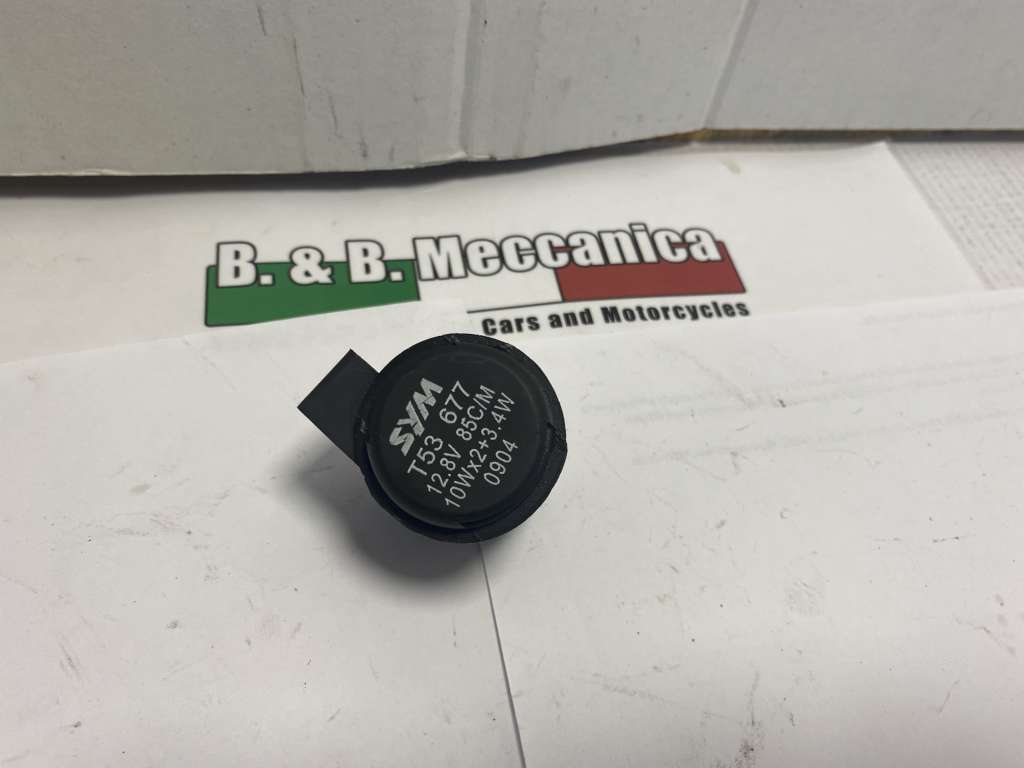 B. & B. Meccanica
Cars and Motorcycles
SYM
T53 677
12.8V 85C/M
10Wx2+3.4W
0904